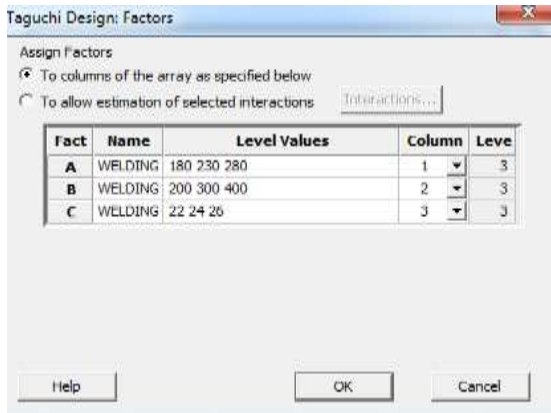 Taguchi Design: Factors
Assign Factors
To columns of the array as specified below
To allow estimation of selected interactions Interactions...
Fact Name Level Values Column Leve
A WELDING 180 230 280 1 3
B WELDING 200 300 400 2 3
C WELDING 22 24 26 3 3
Help OK Cancel